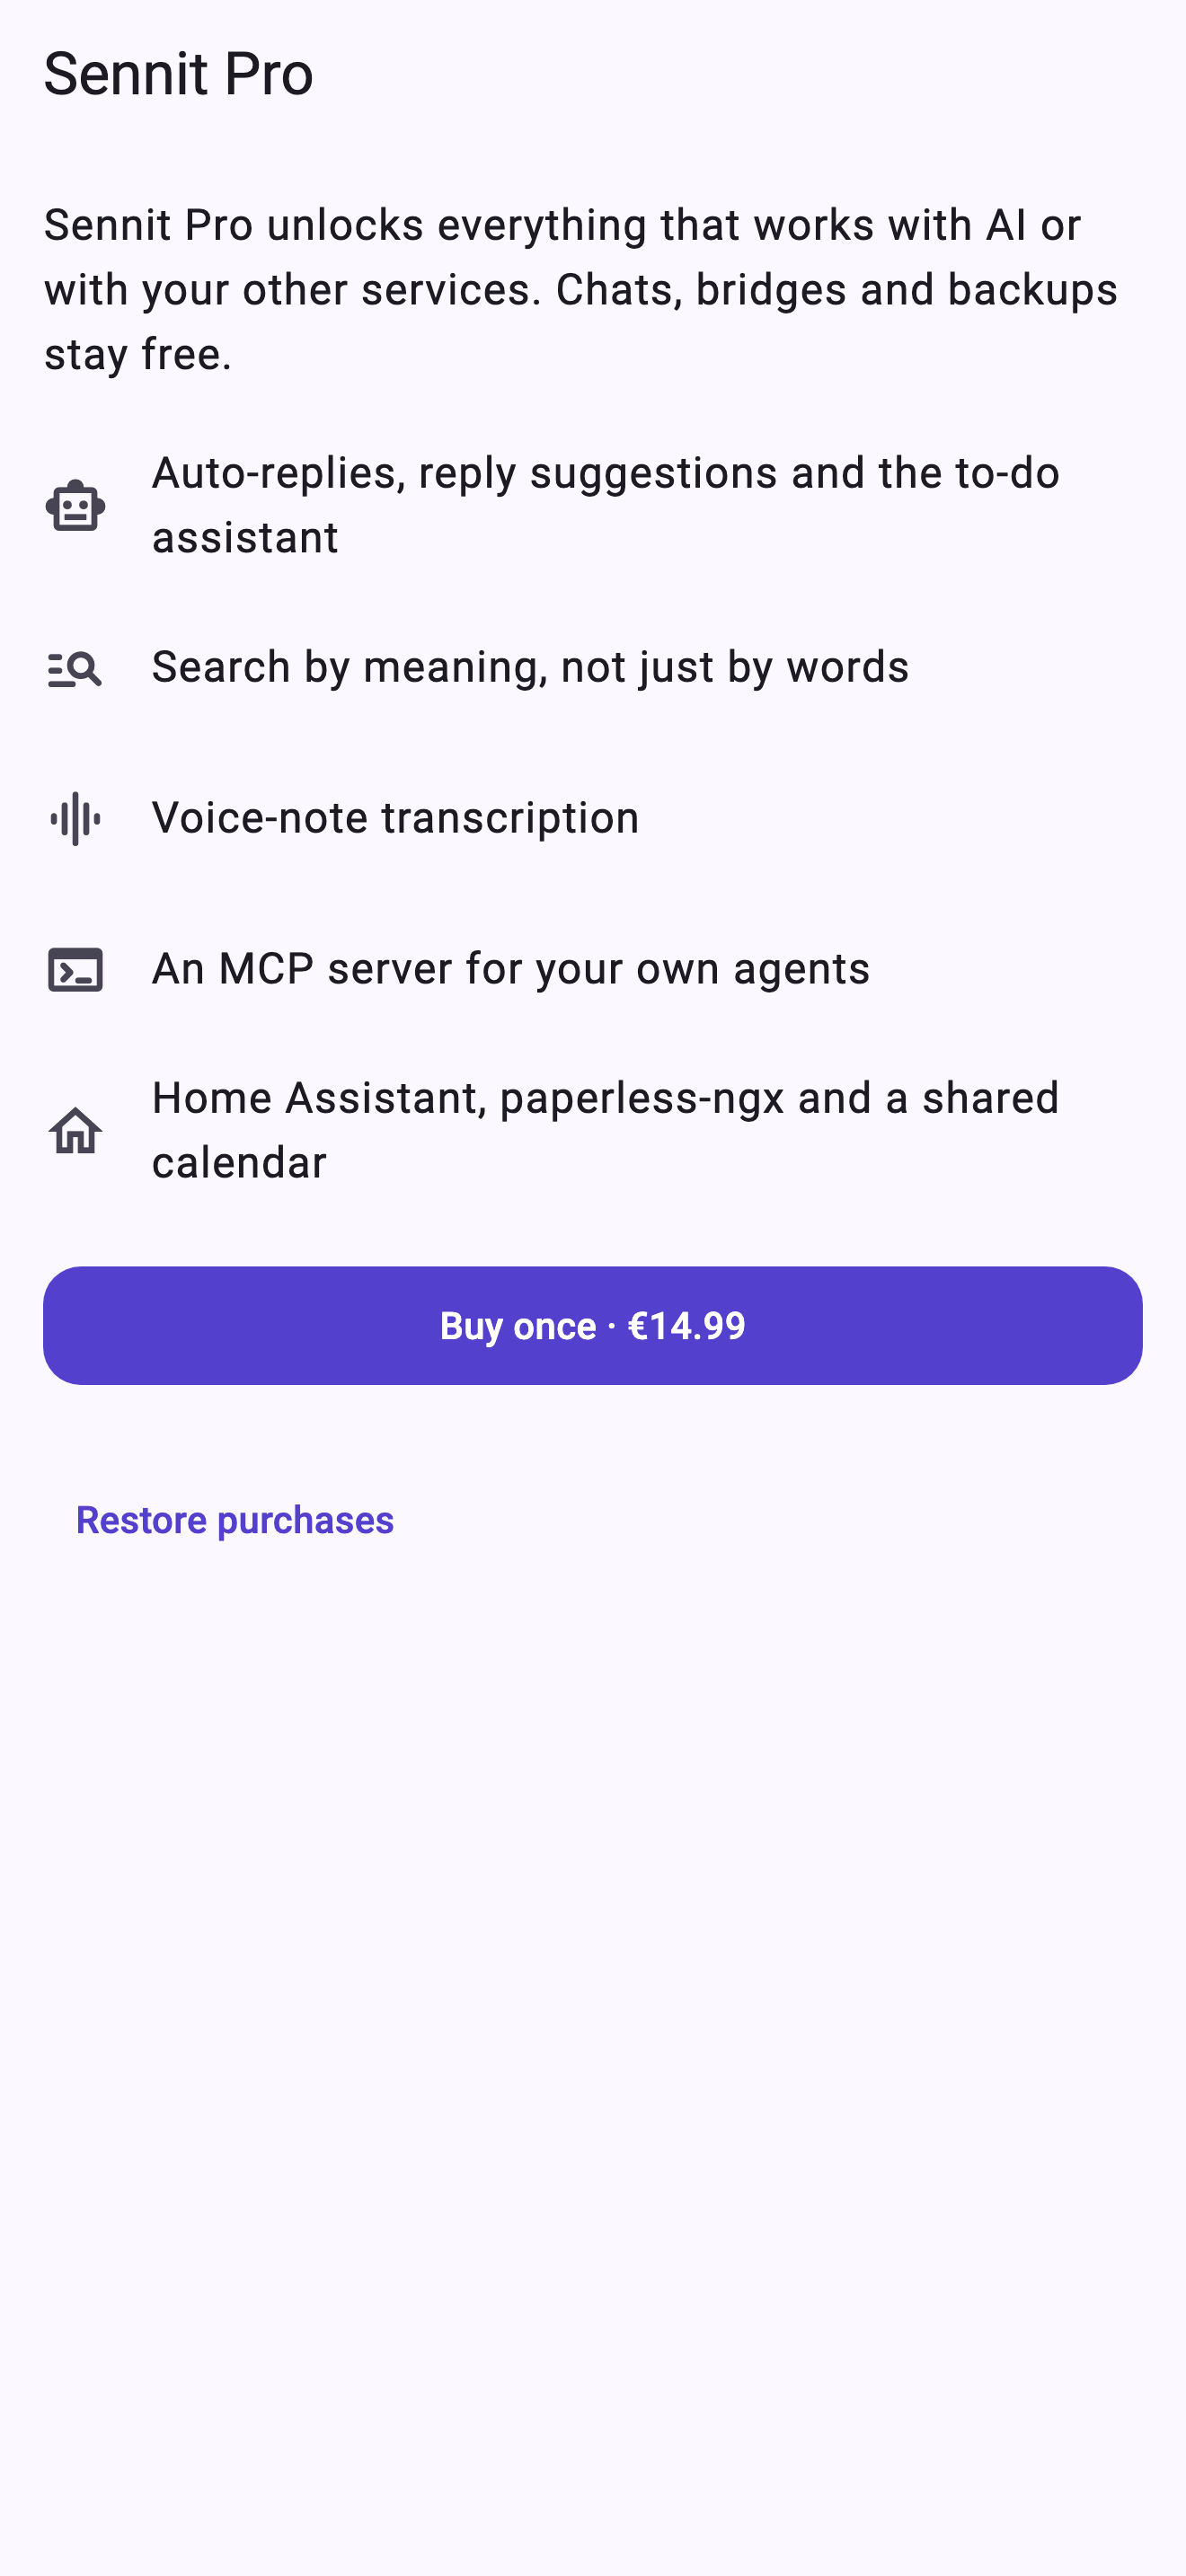 Sennit Pro
Sennit Pro unlocks everything that works with AI or
with your other services. Chats, bridges and backups
stay free.
Auto-replies, reply suggestions and the to-do
assistant
Search by meaning, not just by words
Voice-note transcription
An MCP server for your own agents
Home Assistant, paperless-ngx and a shared
calendar
Buy once · €14.99
Restore purchases